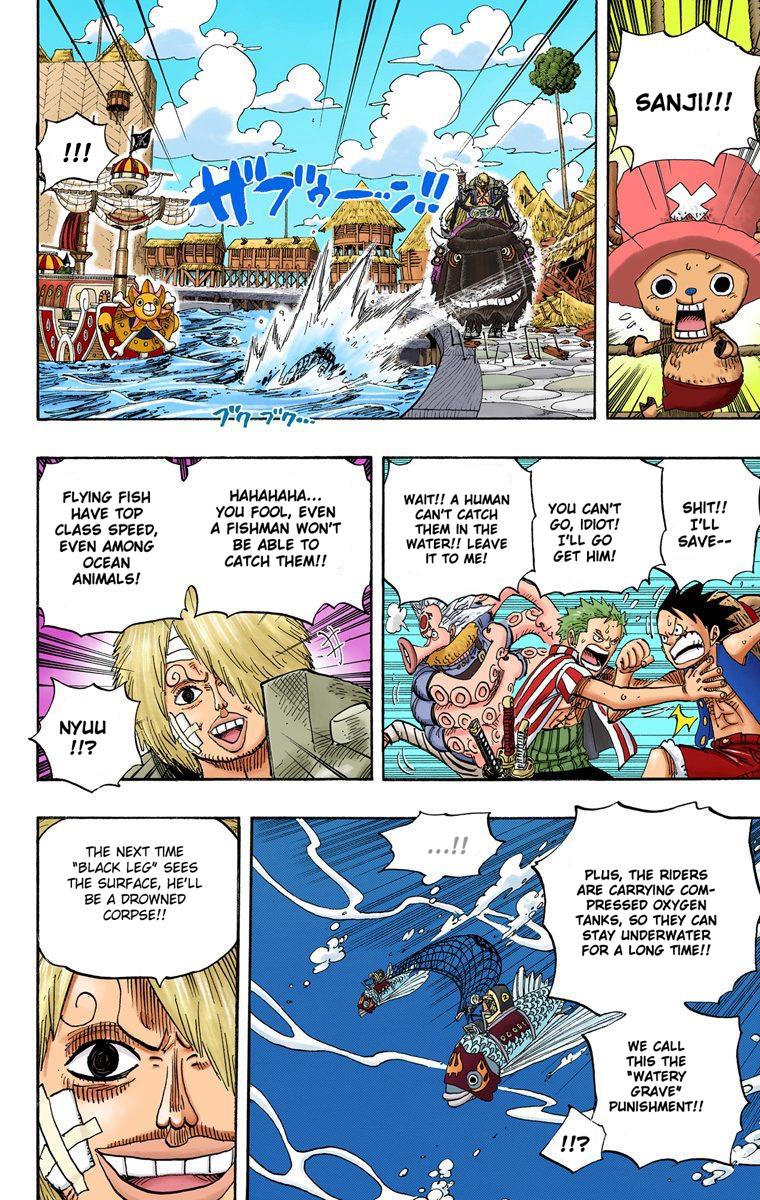 SANJI!!!
!!!
ザブゥーーン!!
ブク ブク…
SHIT!!
I'LL
SAVE--
YOU CAN'T
GO, IDIOT!
I'LL GO
GET HIM!
WAIT!! A HUMAN
CAN'T CATCH
THEM IN THE
WATER!! LEAVE
IT TO ME!
HAHAHAHA...
YOU FOOL, EVEN
A FISHMAN WON'T
BE ABLE TO
CATCH THEM!!
FLYING FISH
HAVE TOP
CLASS SPEED,
EVEN AMONG
OCEAN
ANIMALS!
NYUU
!!?
PLUS, THE RIDERS
ARE CARRYING COM-
PRESSED OXYGEN
TANKS, SO THEY CAN
STAY UNDERWATER
FOR A LONG TIME!!
...!!
WE CALL
THIS THE
"WATERY
GRAVE"
PUNISHMENT!!
!!?
THE NEXT TIME
"BLACK LEG" SEES
THE SURFACE, HE'LL
BE A DROWNED
CORPSE!!